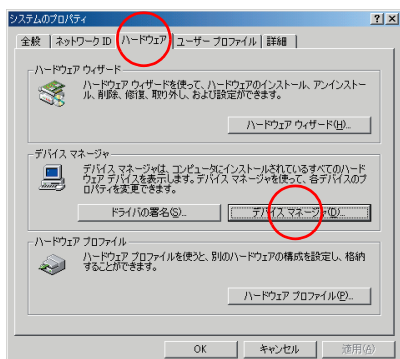 システムのプロパティ
全般 ネットワーク ID ハードウェア ユーザー プロファイル 詳細
ハードウェア ウィザード
ハードウェア ウィザードを使って、ハードウェアのインストール、アンインストー
ル、削除、修復、取り外し、および設定ができます。
ハードウェア ウィザード(H)...
デバイス マネージャ
デバイス マネージャは、コンピュータにインストールされているすべてのハード
ウェア デバイスを表示します。デバイス マネージャを使って、各デバイスのプ
ロパティを変更できます。
ドライバの署名(S)... デバイス マネージャ(D)...
ハードウェア プロファイル
ハードウェア プロファイルを使うと、別のハードウェアの構成を設定し、格納
することができます。
ハードウェア プロファイル(P)...
OK キャンセル 適用(A)